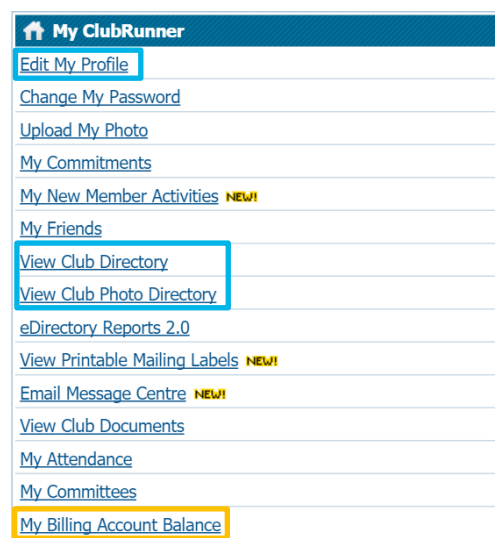 My ClubRunner
Edit My Profile
Change My Password
Upload My Photo
My Commitments
My New Member Activities NEW!
My Friends
View Club Directory
View Club Photo Directory
eDirectory Reports 2.0
View Printable Mailing Labels NEW!
Email Message Centre NEW!
View Club Documents
My Attendance
My Committees
My Billing Account Balance